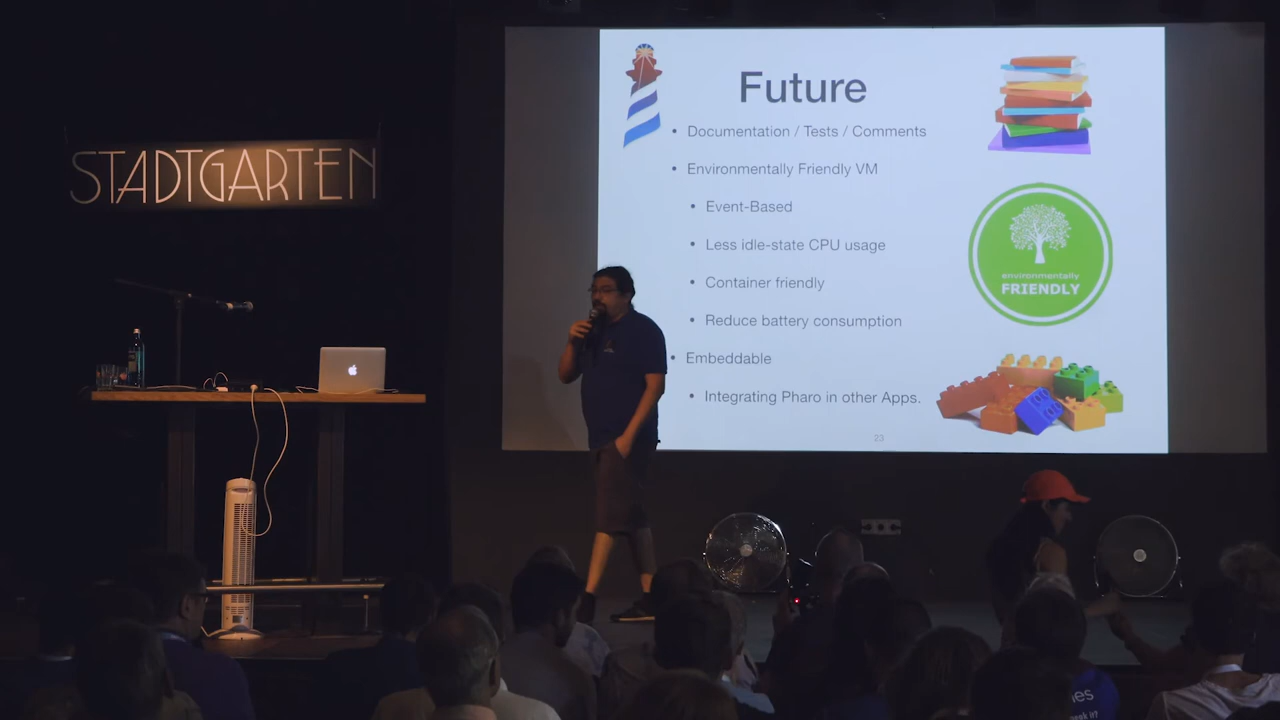 STADTGARTEN
Future
• Documentation / Tests / Comments
• Environmentally Friendly VM
• Event-Based
• Less idle-state CPU usage
• Container friendly
• Reduce battery consumption
• Embeddable
• Integrating Pharo in other Apps.
environmentally
FRIENDLY
23